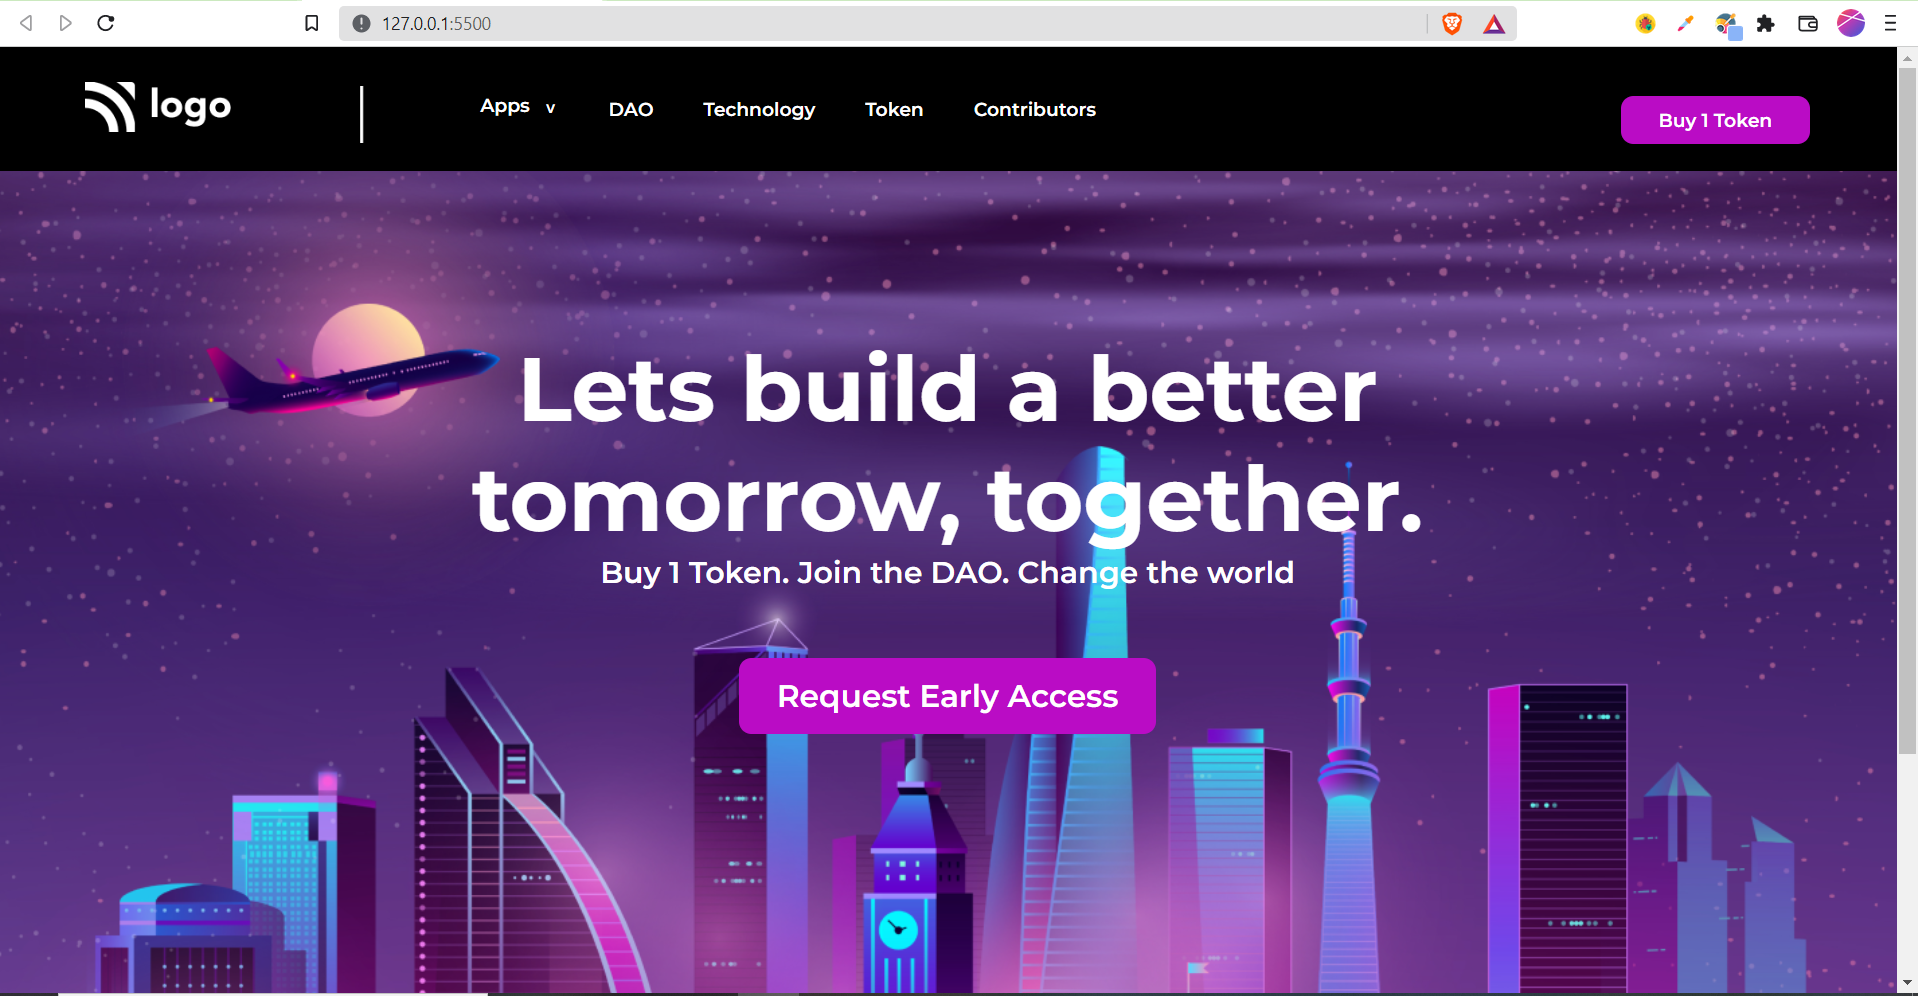 127.0.0.1:5500
logo
Apps v DAO Technology Token Contributors
Buy 1 Token
Lets build a better
tomorrow, together.
Buy 1 Token. Join the DAO. Change the world
Request Early Access